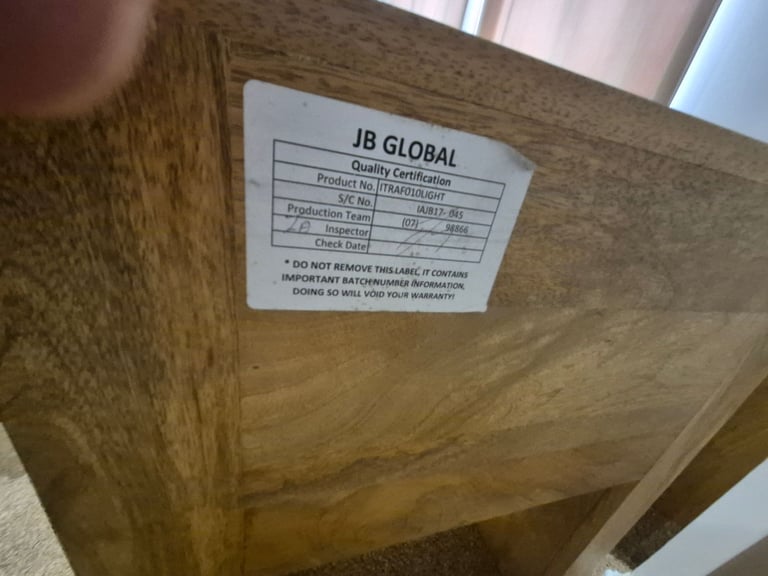 JB GLOBAL
Quality Certification
Product No. ITRAF010LIGHT
S/C No. IAJB17- 045
Production Team (07) 98866
Inspector
Check Date
* DO NOT REMOVE THIS LABEL, IT CONTAINS
IMPORTANT BATCH NUMBER INFORMATION,
DOING SO WILL VOID YOUR WARRANTY!